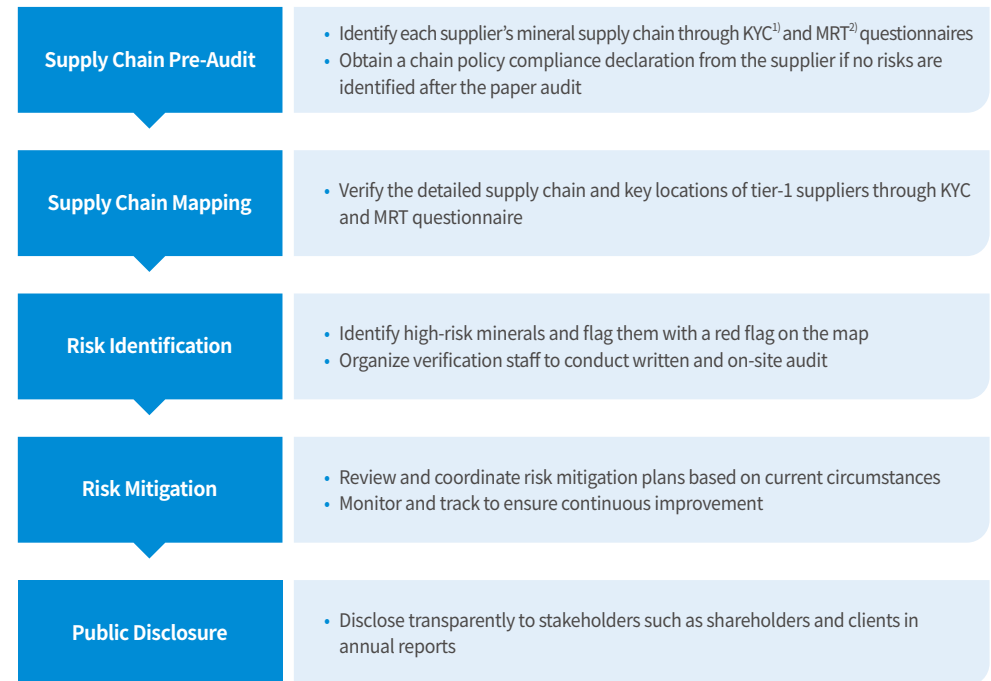 Supply Chain Pre-Audit
• Identify each supplier’s mineral supply chain through KYC1) and MRT2) questionnaires
• Obtain a chain policy compliance declaration from the supplier if no risks are
identified after the paper audit
Supply Chain Mapping
• Verify the detailed supply chain and key locations of tier-1 suppliers through KYC
and MRT questionnaire
Risk Identification
• Identify high-risk minerals and flag them with a red flag on the map
• Organize verification staff to conduct written and on-site audit
Risk Mitigation
• Review and coordinate risk mitigation plans based on current circumstances
• Monitor and track to ensure continuous improvement
Public Disclosure
• Disclose transparently to stakeholders such as shareholders and clients in
annual reports